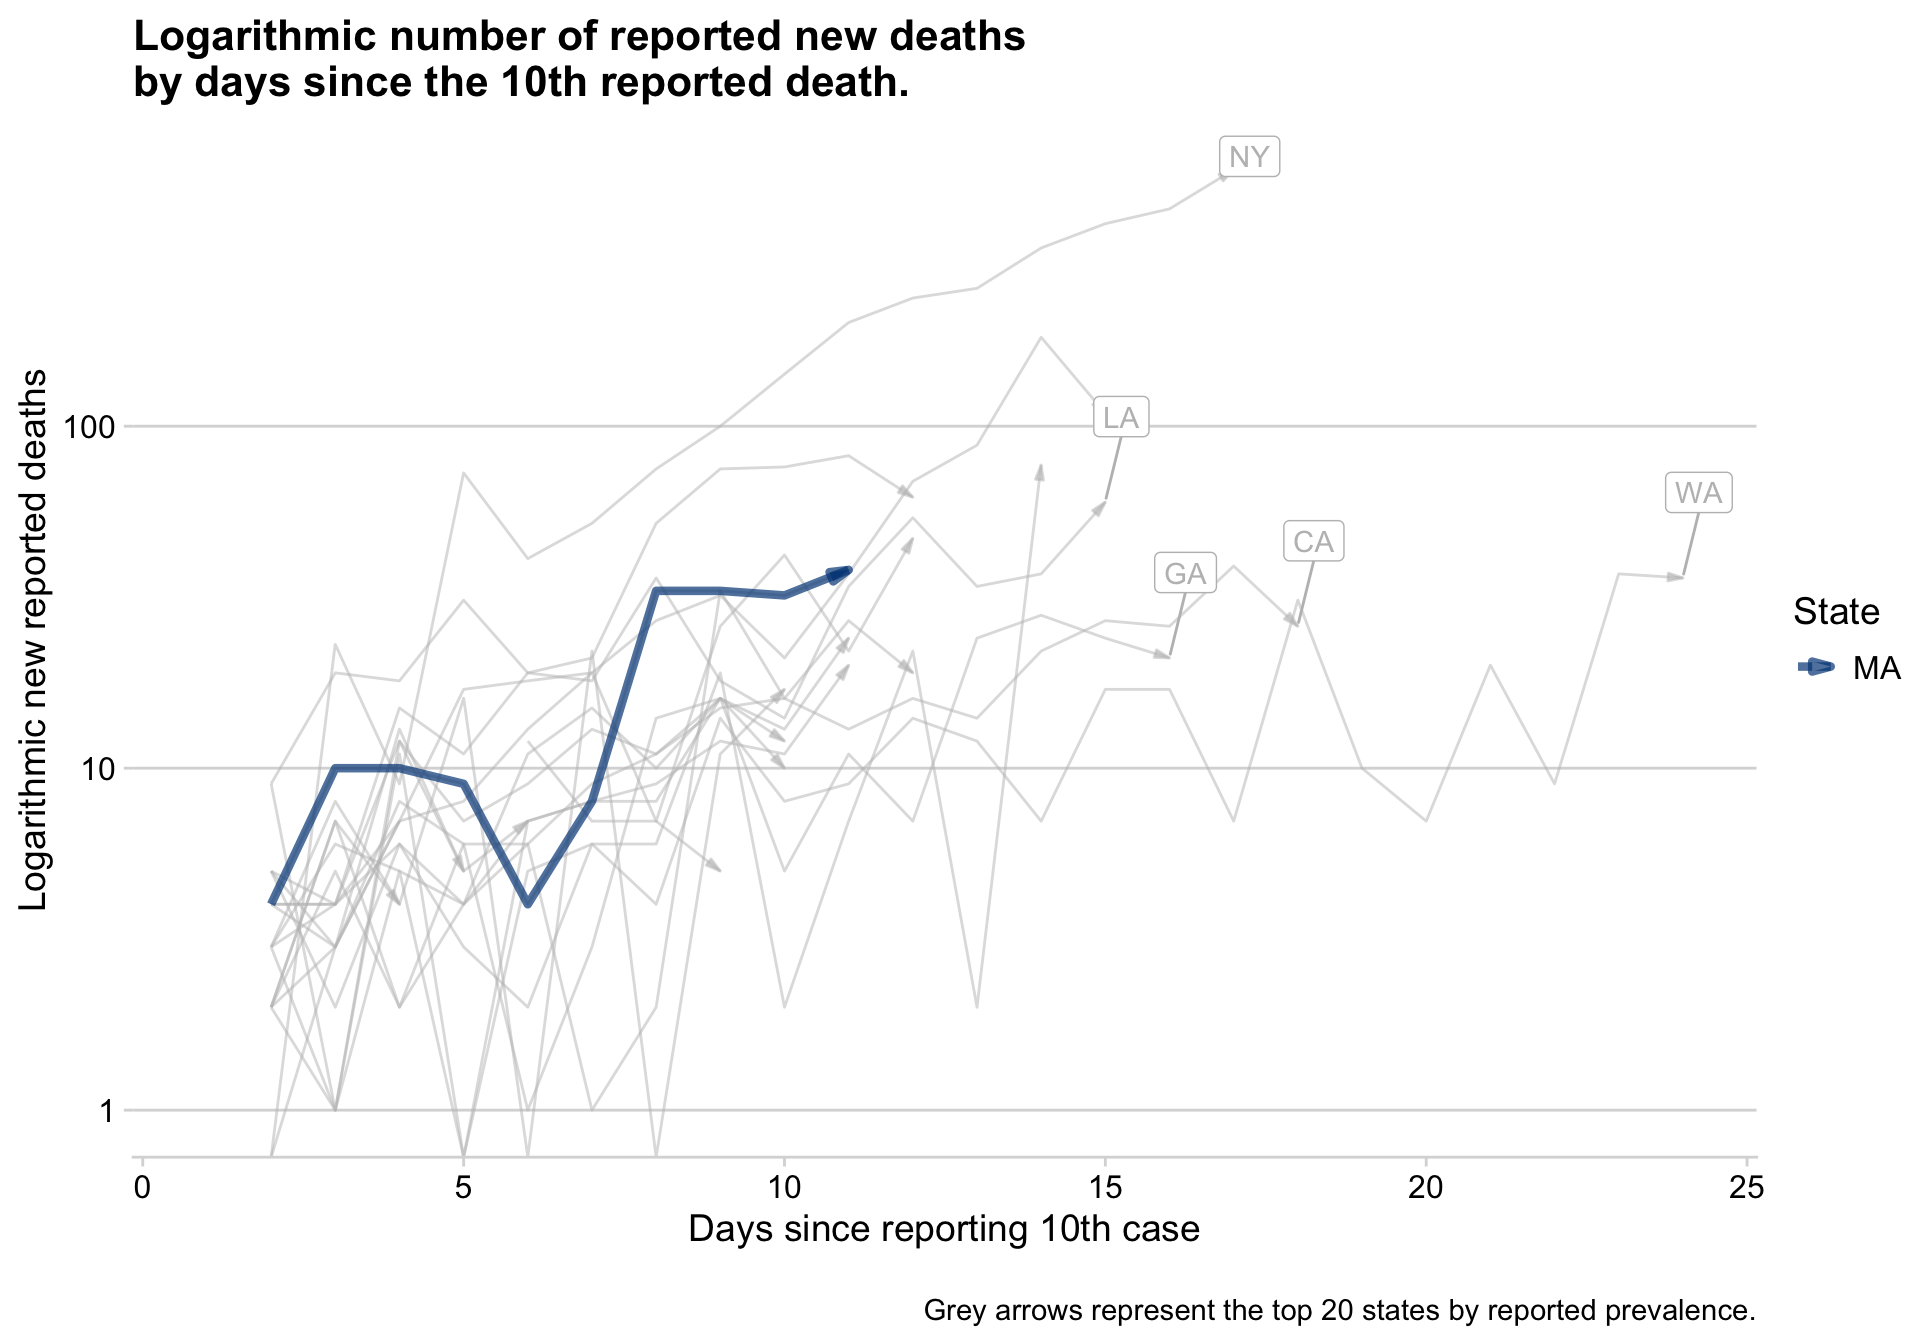 Logarithmic number of reported new deaths
by days since the 10th reported death.
Logarithmic new reported deaths
100
10
1
NY
LA
WA
CA
GA
State
MA
0 5 10 15 20 25
Days since reporting 10th case
Grey arrows represent the top 20 states by reported prevalence.